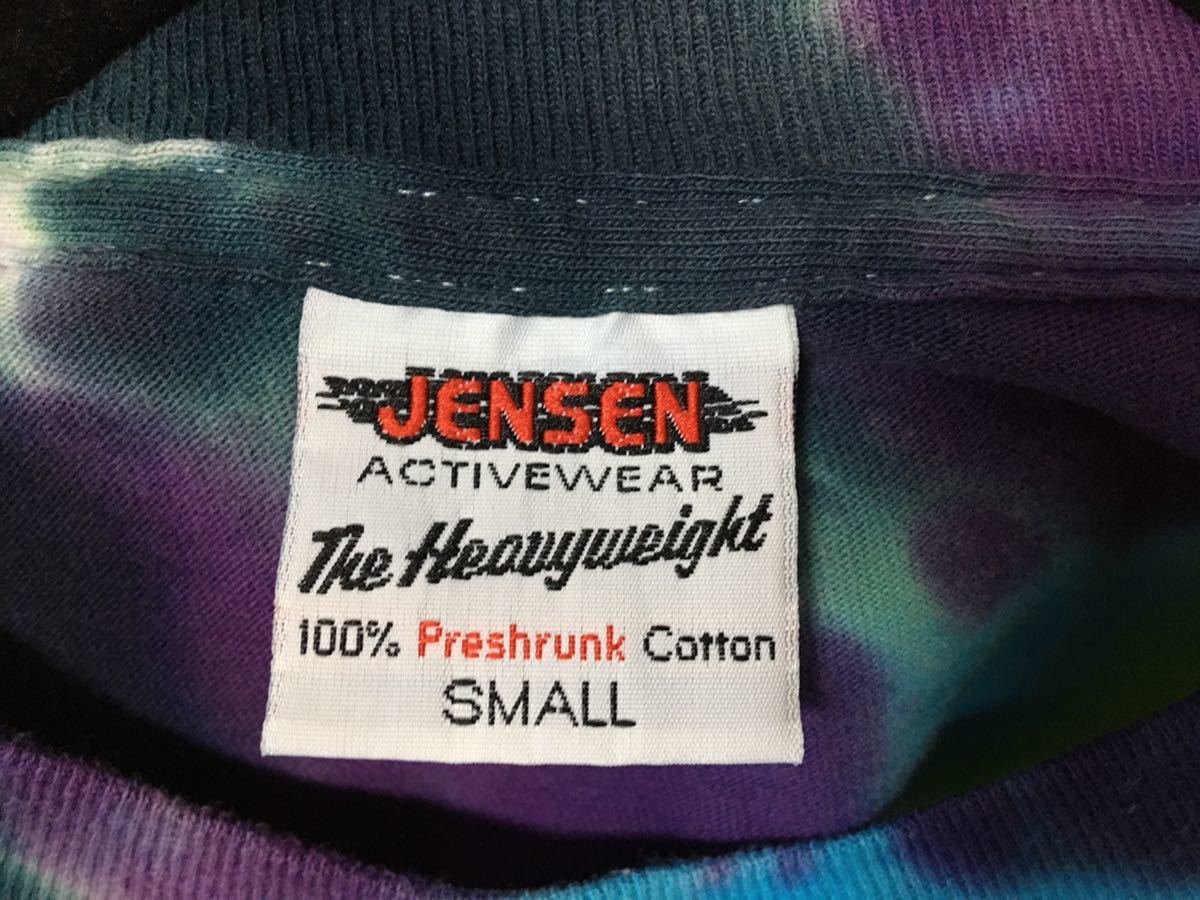 JENSEN
ACTIVEWEAR
The Heavyweight
100% Preshrunk Cotton
SMALL